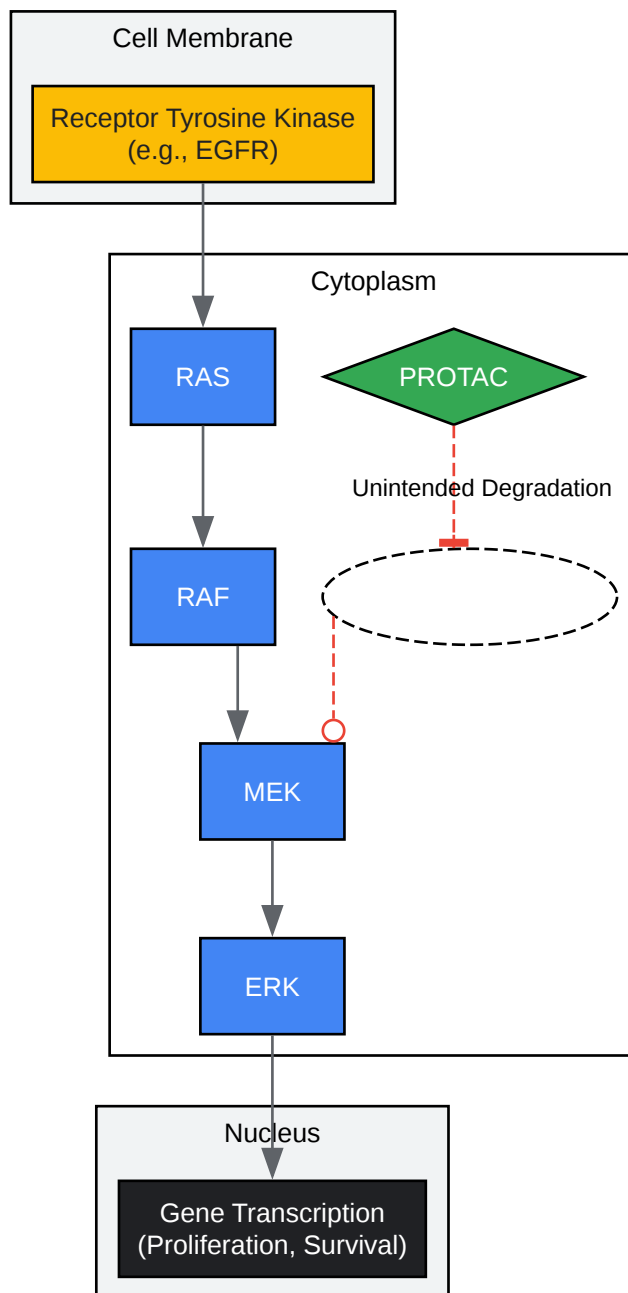 Cell Membrane
Receptor Tyrosine Kinase
(e.g., EGFR)
Cytoplasm
RAS
PROTAC
Unintended Degradation
RAF
MEK
ERK
Nucleus
Gene Transcription
(Proliferation, Survival)